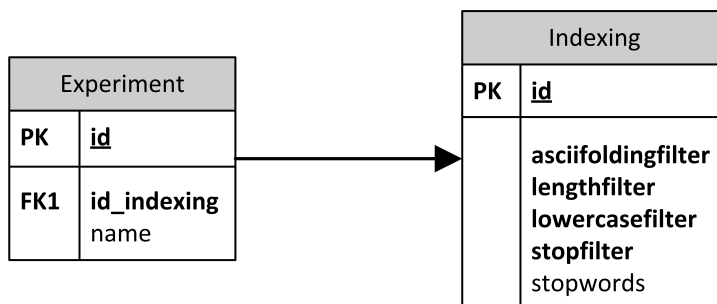 Experiment
PK id
FK1 id_indexing
name
Indexing
PK id
asciifoldingfilter
lengthfilter
lowercasefilter
stopfilter
stopwords